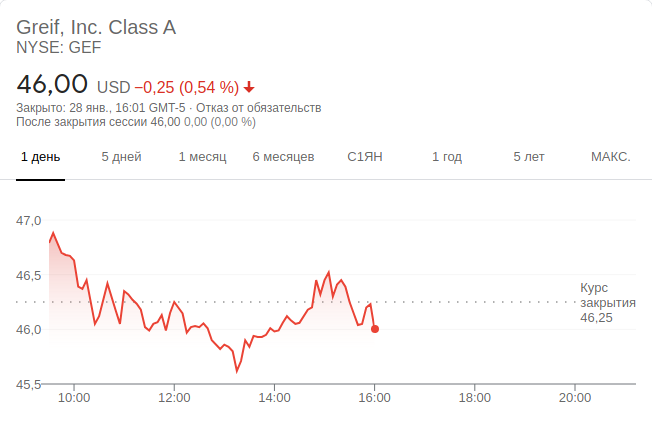 Greif, Inc. Class A
NYSE: GEF
46,00 USD −0,25 (0,54 %)
Закрыто: 28 янв., 16:01 GMT-5 · Отказ от обязательств
После закрытия сессии 46,00 0,00 (0,00 %)
1 день 5 дней 1 месяц 6 месяцев С1ЯН 1 год 5 лет МАКС.
47,0
46,5
Курс
закрытия
46,25
46,0
45,5
10:00 12:00 14:00 16:00 18:00 20:00